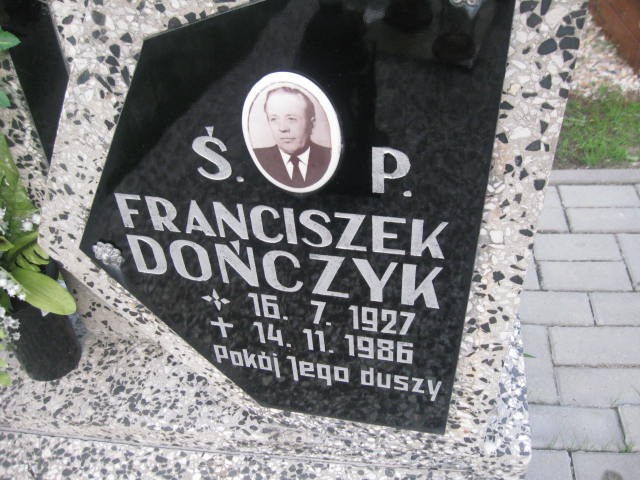 Ś. P.
FRANCISZEK
DOŃCZYK
16. 7. 1927
14. 11. 1986
Pokój jego duszy